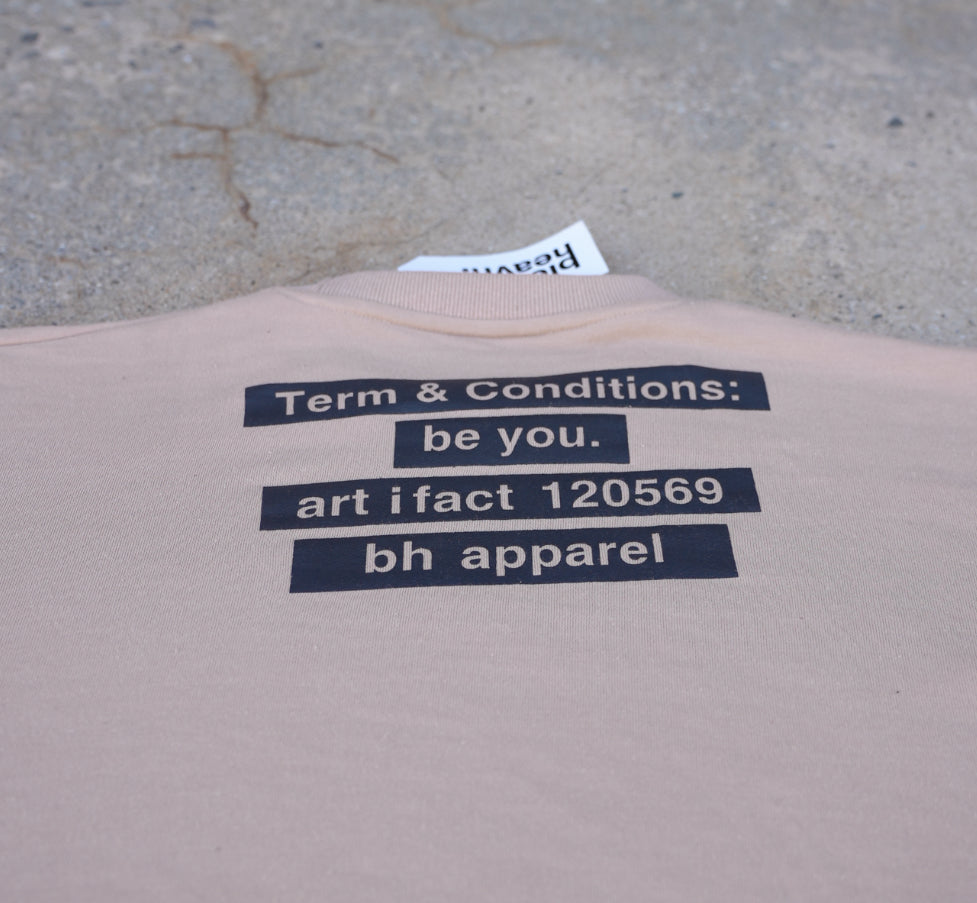 Term & Conditions:
be you.
art ifact 120569
bh apparel